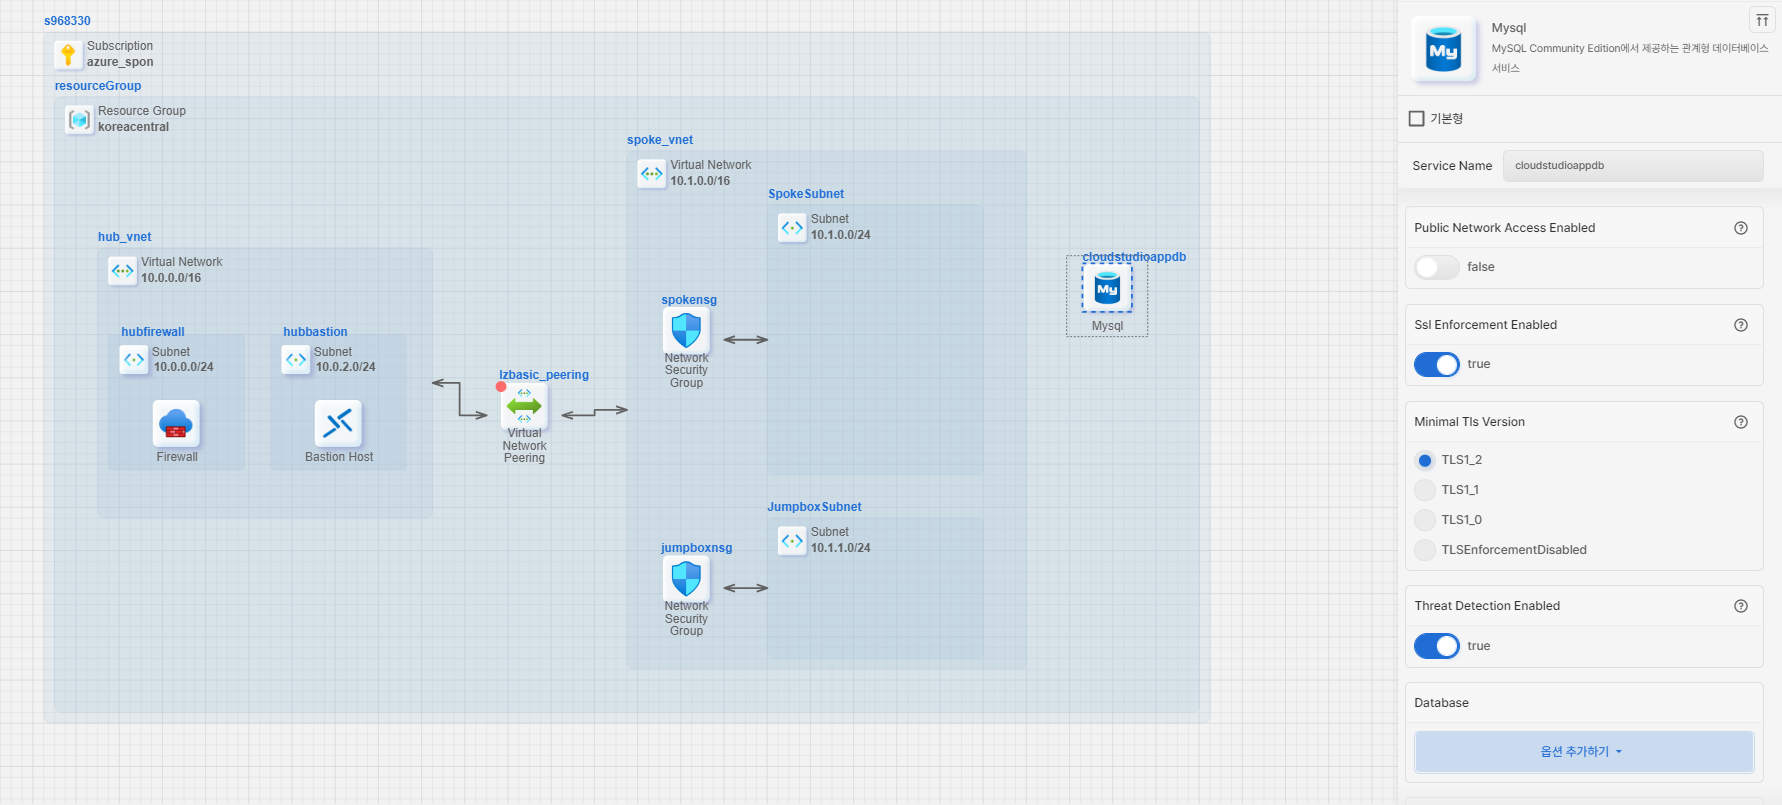 s968330
Subscription
azure_spon
resourceGroup
Resource Group
koreacentral
hub_vnet
Virtual Network
10.0.0.0/16
hubfirewall
Subnet
10.0.0.0/24
Firewall
hubbastion
Subnet
10.0.2.0/24
Bastion Host
lzbasic_peering
Virtual
Network
Peering
spoke_vnet
Virtual Network
10.1.0.0/16
SpokeSubnet
Subnet
10.1.0.0/24
spokensg
Network
Security
Group
JumpboxSubnet
Subnet
10.1.1.0/24
jumpboxnsg
Network
Security
Group
cloudstudioappdb
My
Mysql
My
Mysql
MySQL Community Edition에서 제공하는 관계형 데이터베이스
서비스
기본형
Service Name
cloudstudioappdb
Public Network Access Enabled
?
false
Ssl Enforcement Enabled
?
true
Minimal Tls Version
?
TLS1_2
TLS1_1
TLS1_0
TLSEnforcementDisabled
Threat Detection Enabled
?
true
Database
옵션 추가하기